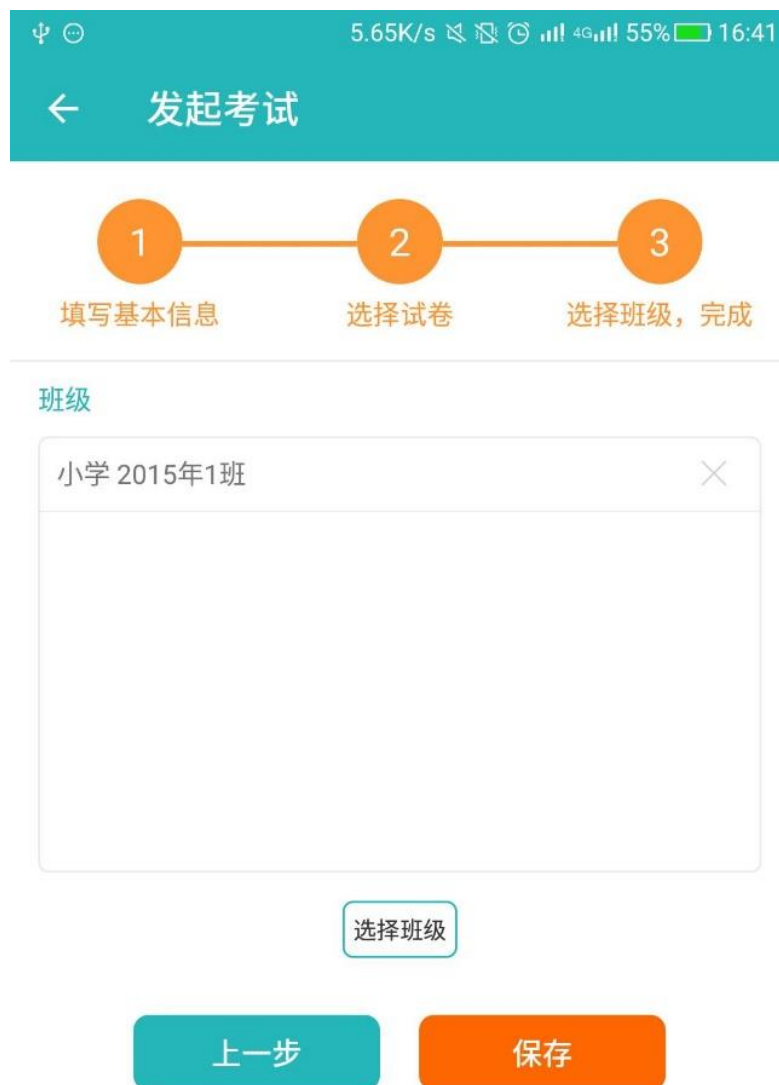 5.65K/s 4G 55% 16:41
发起考试
1 2 3
填写基本信息 选择试卷 选择班级，完成
班级
小学 2015年1班
选择班级
上一步 保存